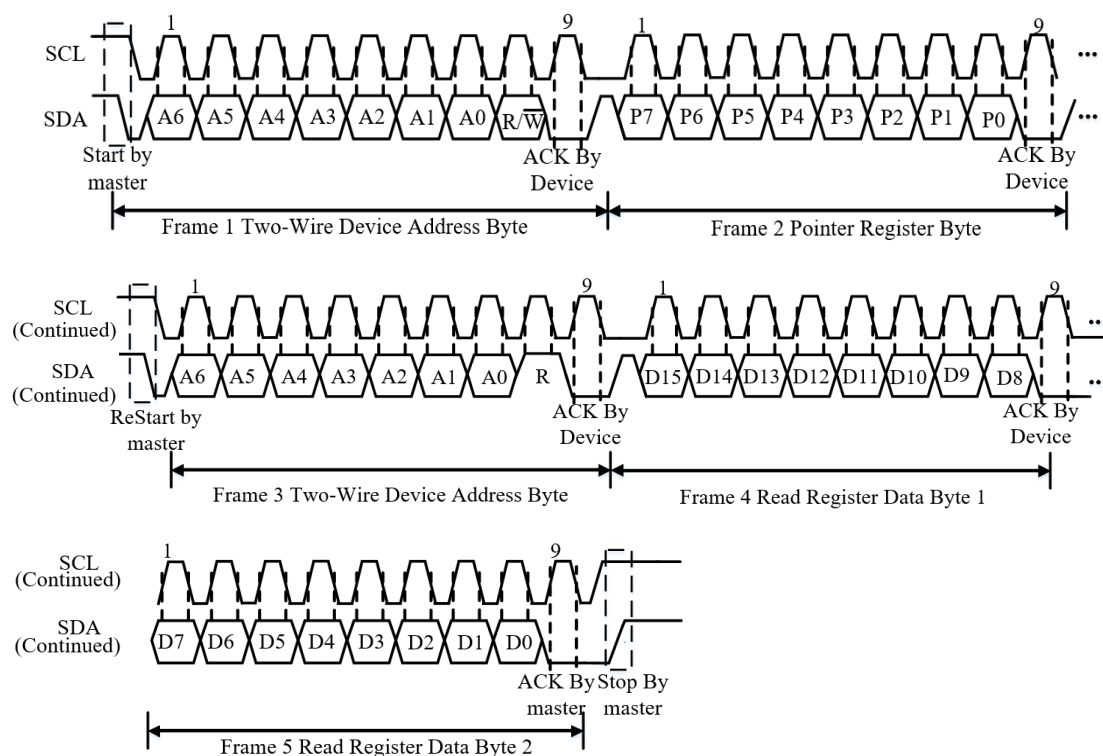 1 9 1 9
SCL ...
SDA A6 A5 A4 A3 A2 A1 A0 R/W̅ P7 P6 P5 P4 P3 P2 P1 P0 ...
Start by
master
ACK By
Device
ACK By
Device
Frame 1 Two-Wire Device Address Byte
Frame 2 Pointer Register Byte
1 9 1 9
SCL
(Continued)
...
SDA
(Continued)
A6 A5 A4 A3 A2 A1 A0 R D15 D14 D13 D12 D11 D10 D9 D8 ...
ReStart by
master
ACK By
Device
ACK By
Device
Frame 3 Two-Wire Device Address Byte
Frame 4 Read Register Data Byte 1
1 9
SCL
(Continued)
SDA
(Continued)
D7 D6 D5 D4 D3 D2 D1 D0
ACK By
master
Stop By
master
Frame 5 Read Register Data Byte 2